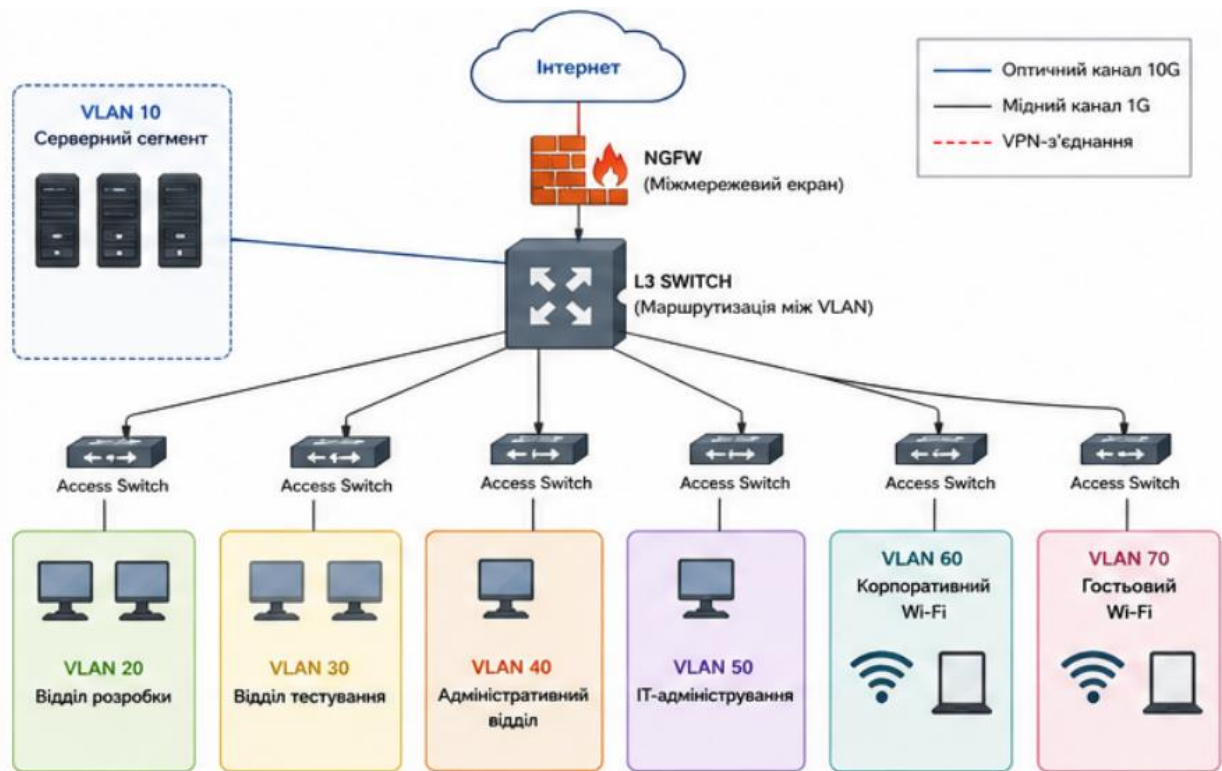 Інтернет
Оптичний канал 10G
Мідний канал 1G
VPN-з'єднання
VLAN 10
Серверний сегмент
NGFW
(Міжмережевий екран)
L3 SWITCH
(Маршрутизація між VLAN)
Access Switch
Access Switch
Access Switch
Access Switch
Access Switch
Access Switch
VLAN 20
Відділ розробки
VLAN 30
Відділ тестування
VLAN 40
Адміністративний
відділ
VLAN 50
ІТ-адміністрування
VLAN 60
Корпоративний
Wi-Fi
VLAN 70
Гостьовий
Wi-Fi